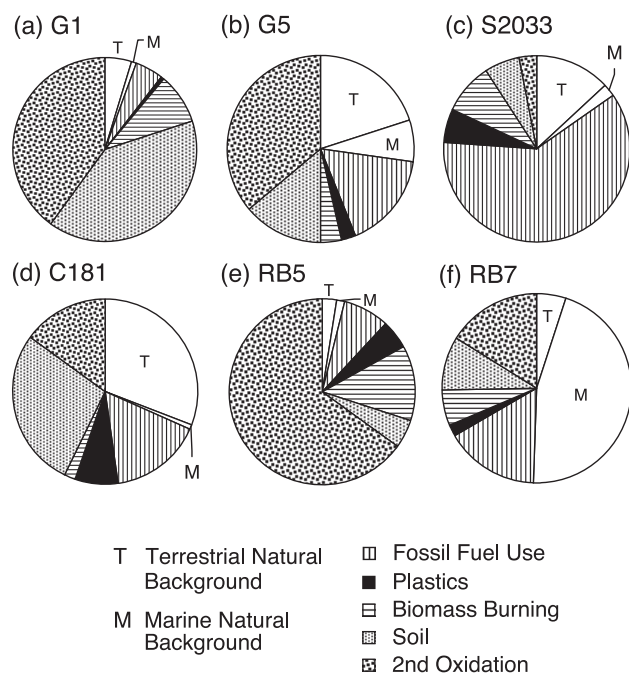 (a) G1
T
M
(b) G5
T
M
(c) S2033
T
M
(d) C181
T
M
(e) RB5
T
M
(f) RB7
T
M
T Terrestrial Natural
Background
M Marine Natural
Background
Fossil Fuel Use
Plastics
Biomass Burning
Soil
2nd Oxidation